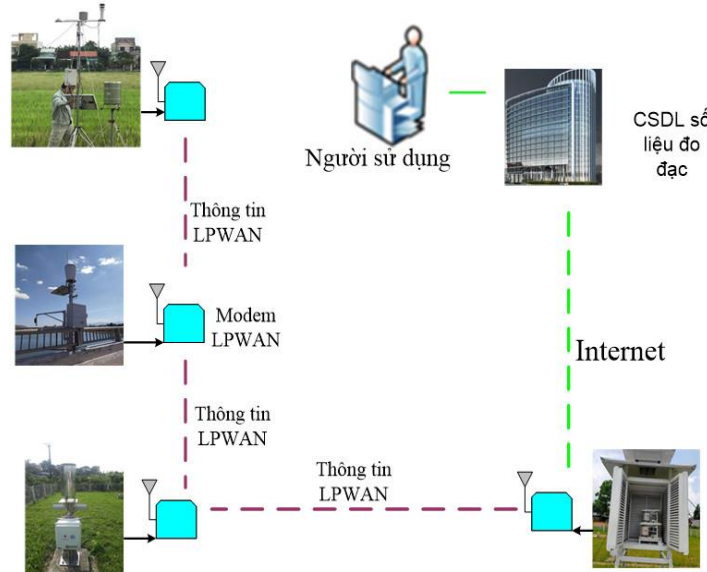 CSDL số
liệu đo
đạc
Người sử dụng
Thông tin
LPWAN
Modem
LPWAN
Internet
Thông tin
LPWAN
Thông tin
LPWAN